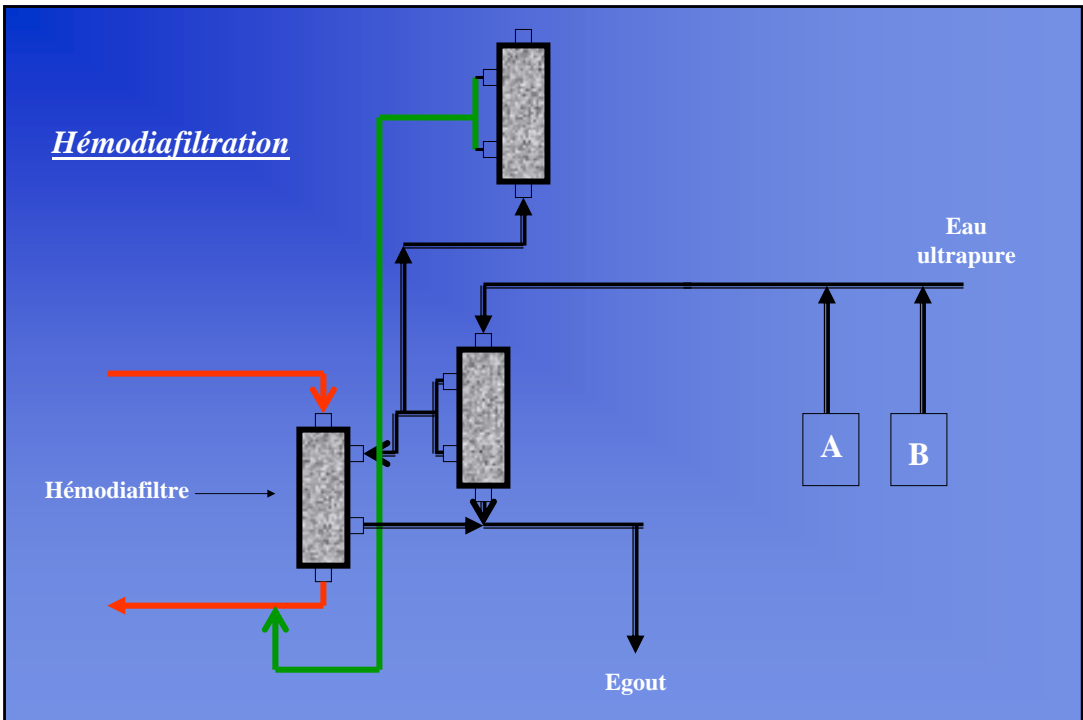 Hémodiafiltration
Eau
ultrapure
A
B
Hémodiafiltre
Egout